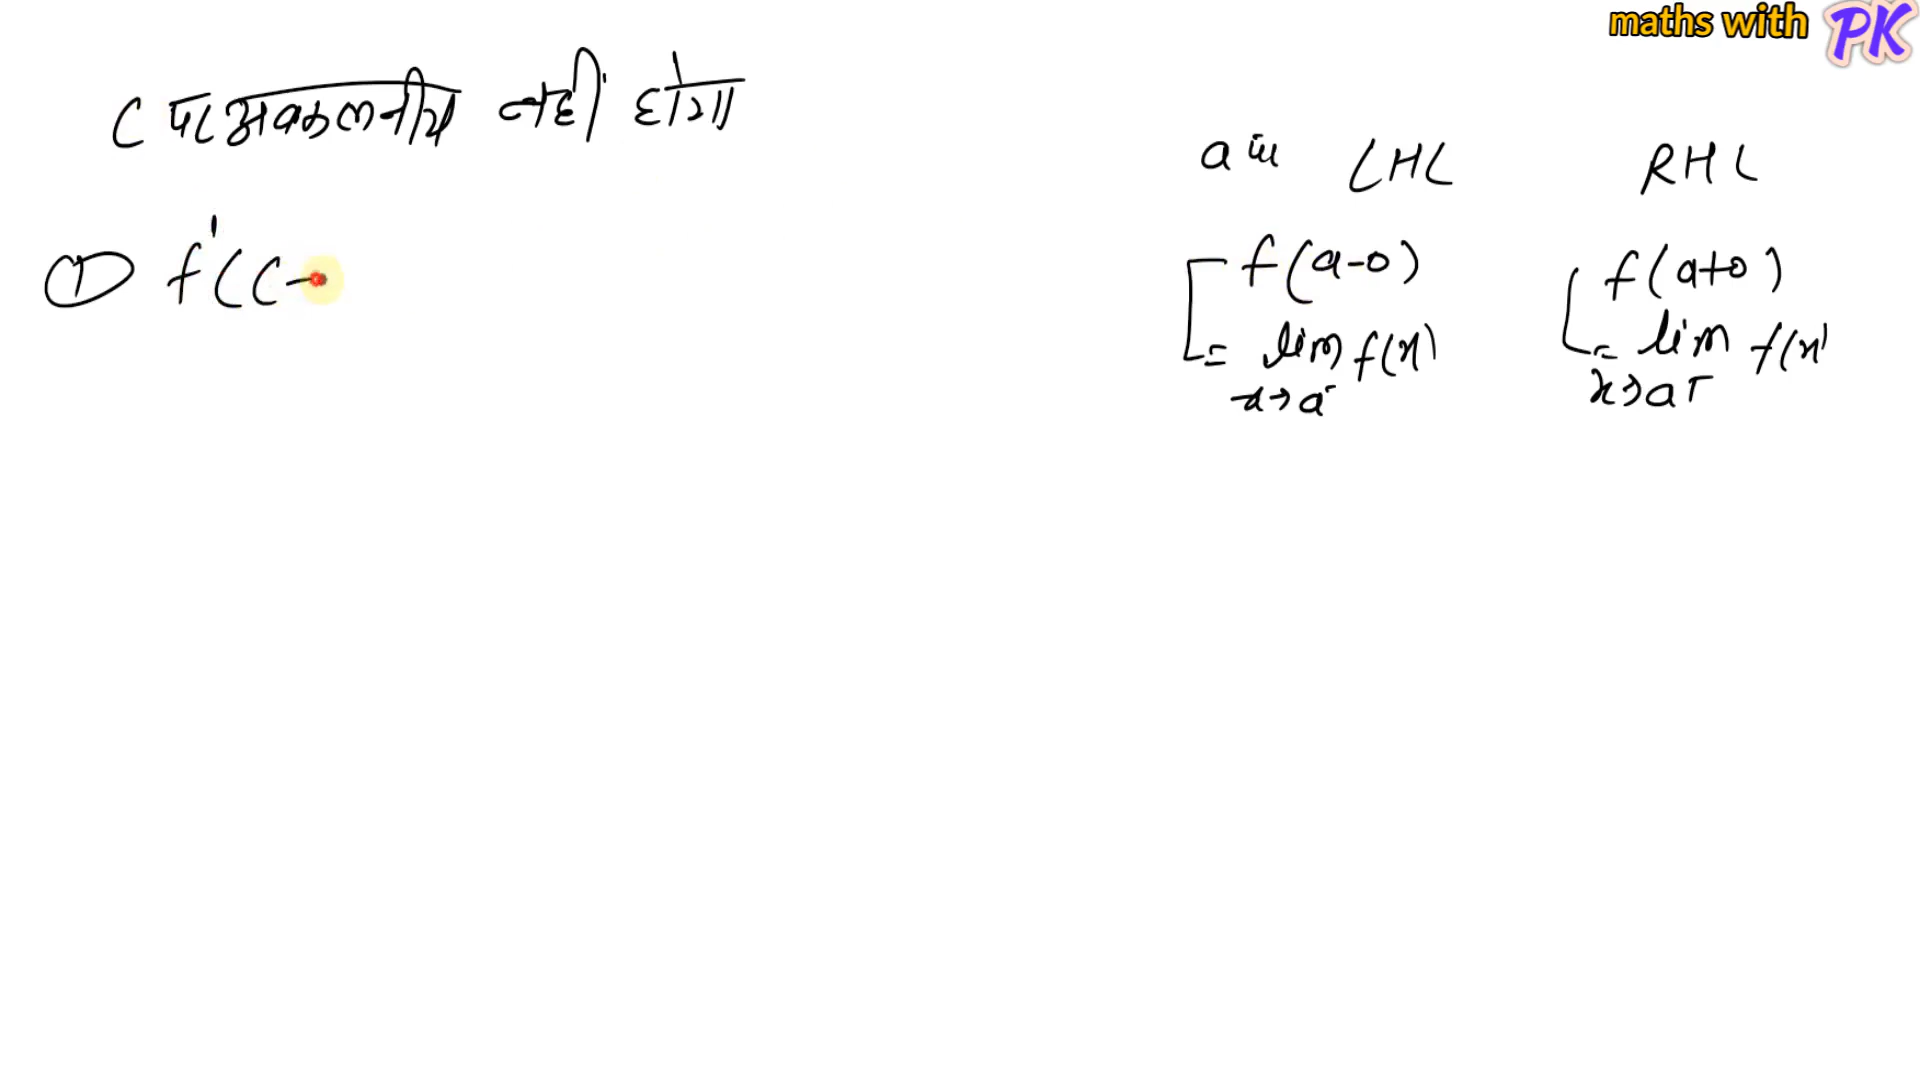 maths with PK
C पर अवकलनीय नहीं होगा
① f'(c-
a पर LHL RHL
f(a-0) f(a+0)
= lim f(x) = lim f(x)
x→a⁻ x→a⁺